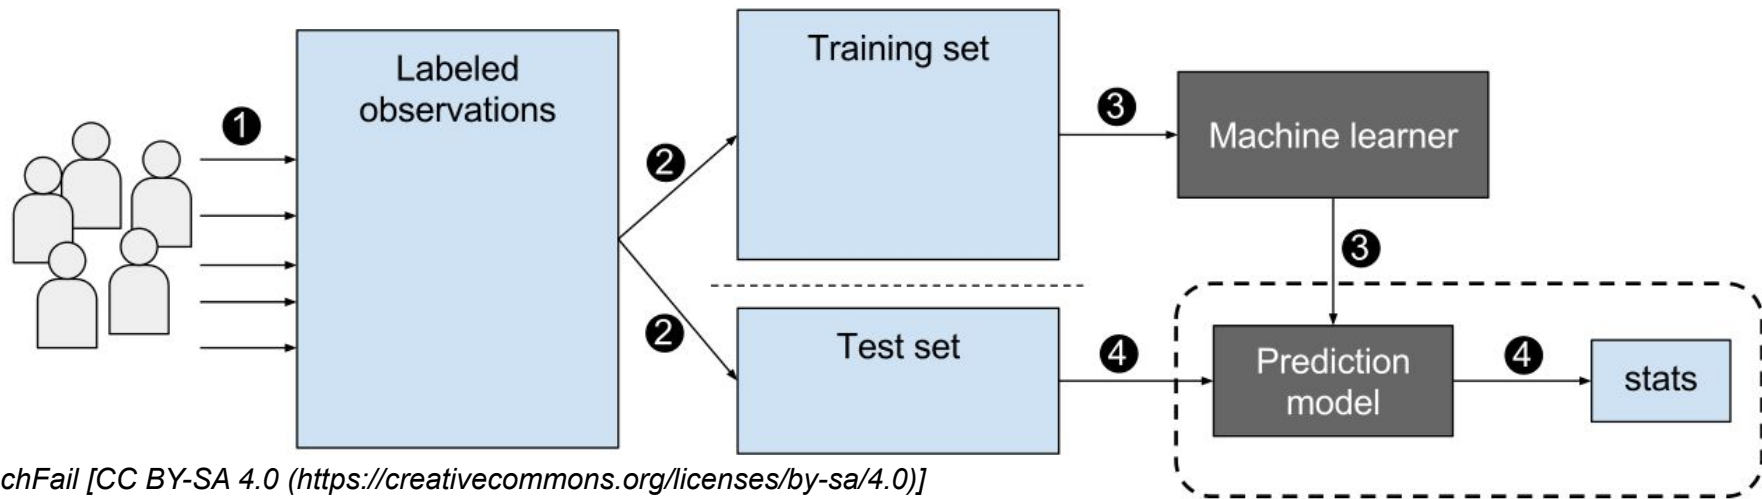 Labeled
observations
1
2
2
Training set
Test set
3
Machine learner
3
4
Prediction
model
4
stats
chFail [CC BY-SA 4.0 (https://creativecommons.org/licenses/by-sa/4.0)]